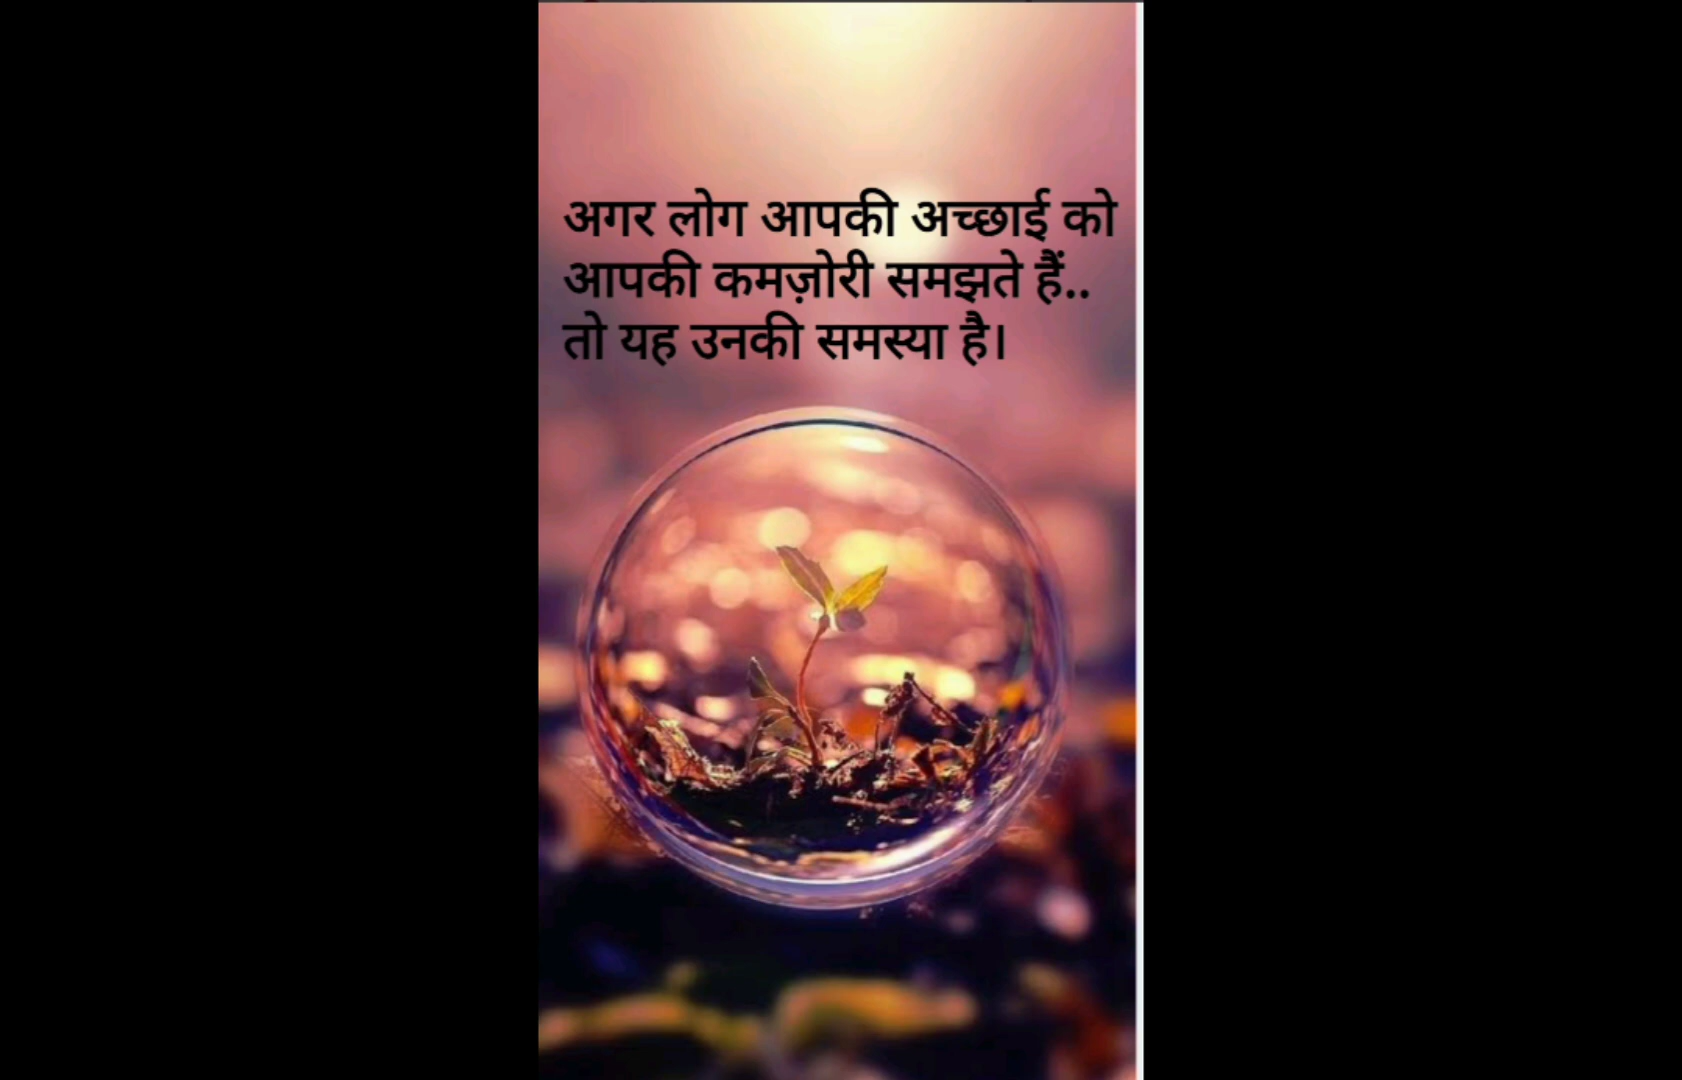 अगर लोग आपकी अच्छाई को
आपकी कमज़ोरी समझते हैं..
तो यह उनकी समस्या है।